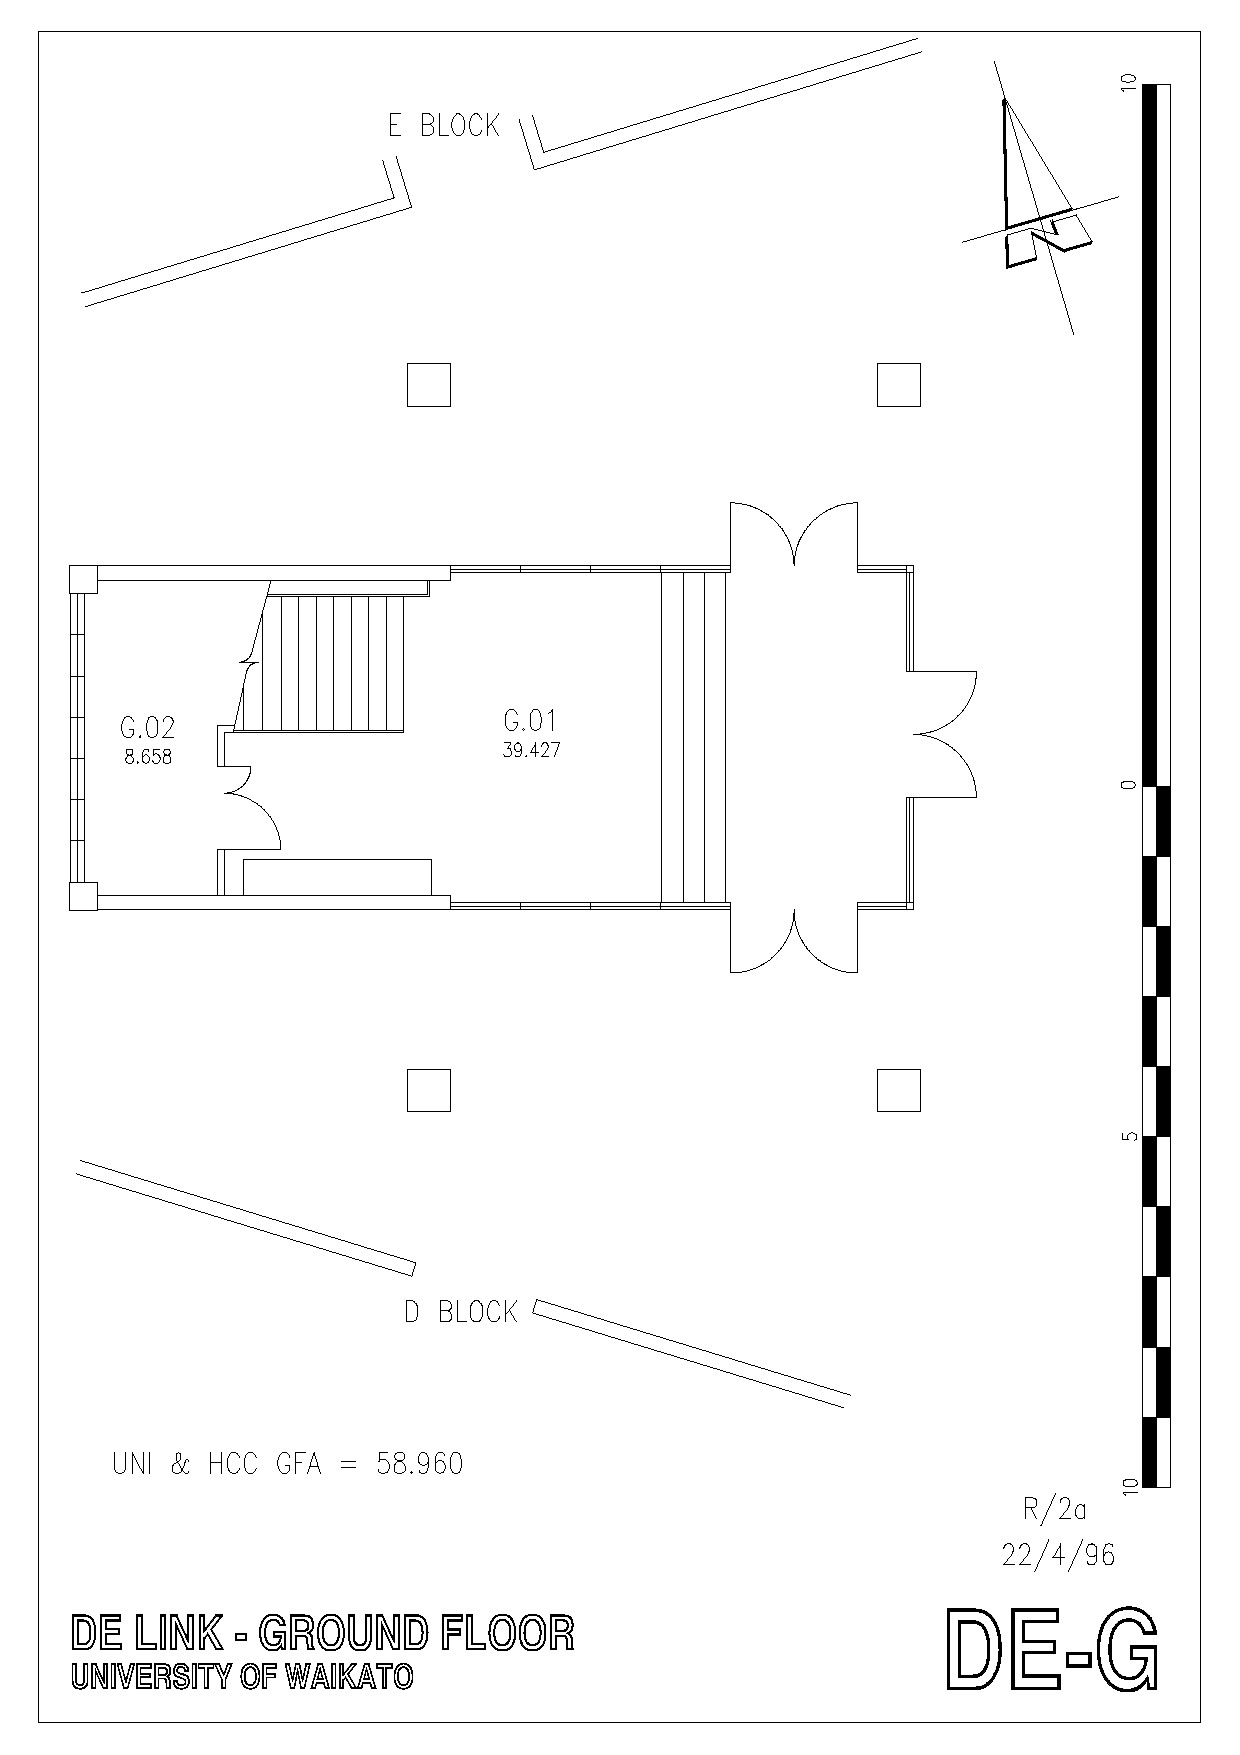 E BLOCK
10
G.02
8.658
G.01
39.427
0
5
D BLOCK
UNI & HCC GFA = 58.960
10
R/2a
22/4/96
DE LINK - GROUND FLOOR
UNIVERSITY OF WAIKATO
DE-G